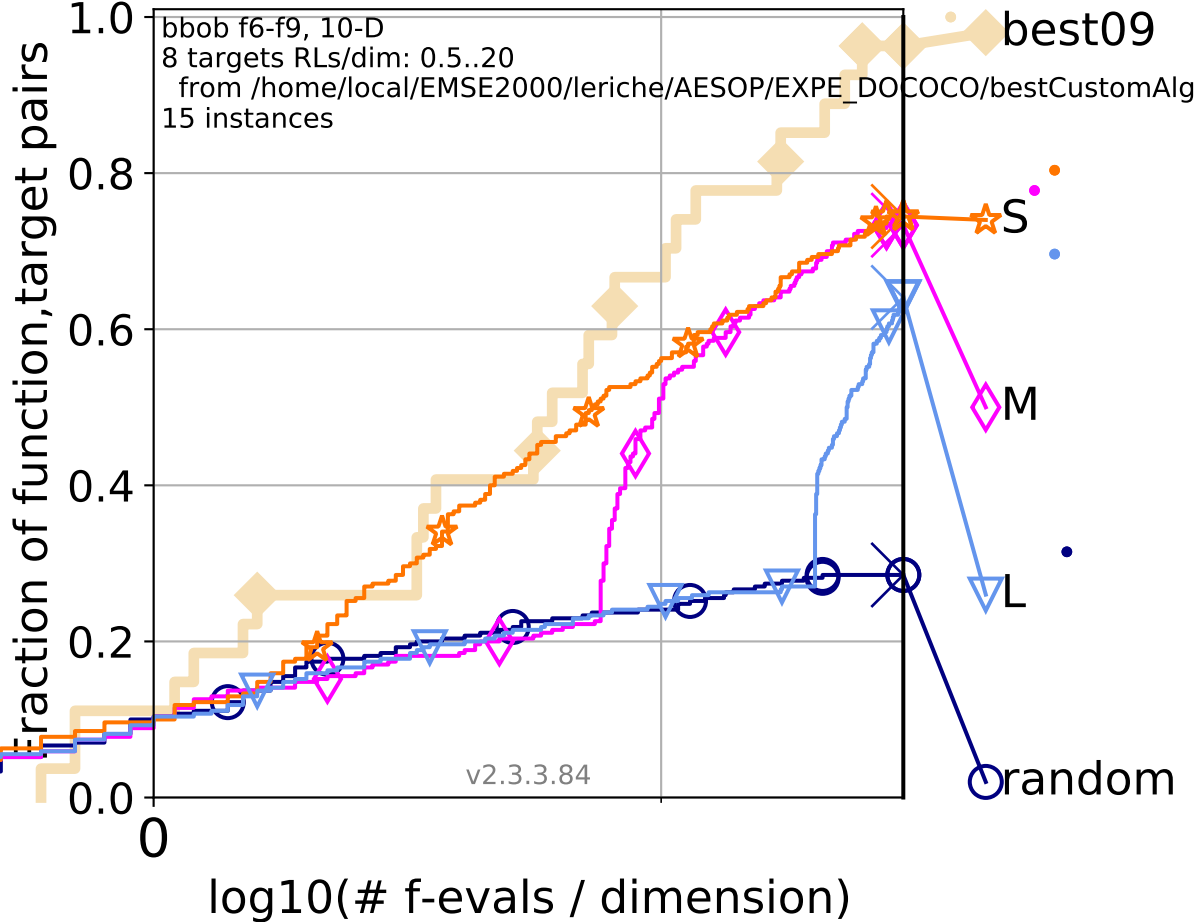 1.0
bbob f6-f9, 10-D
8 targets RLs/dim: 0.5..20
from /home/local/EMSE2000/leriche/AESOP/EXPE_DOCOCO/bestCustomAlg
15 instances
best09
0.8
S
0.6
M
0.4
L
0.2
random
v2.3.3.84
0.0
0
log10(# f-evals / dimension)
Fraction of function,target pairs